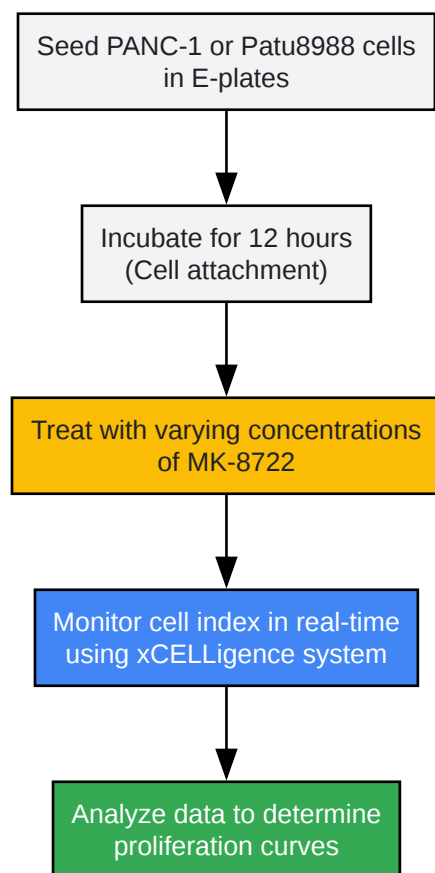 Seed PANC-1 or Patu8988 cells
in E-plates
Incubate for 12 hours
(Cell attachment)
Treat with varying concentrations
of MK-8722
Monitor cell index in real-time
using xCELLigence system
Analyze data to determine
proliferation curves